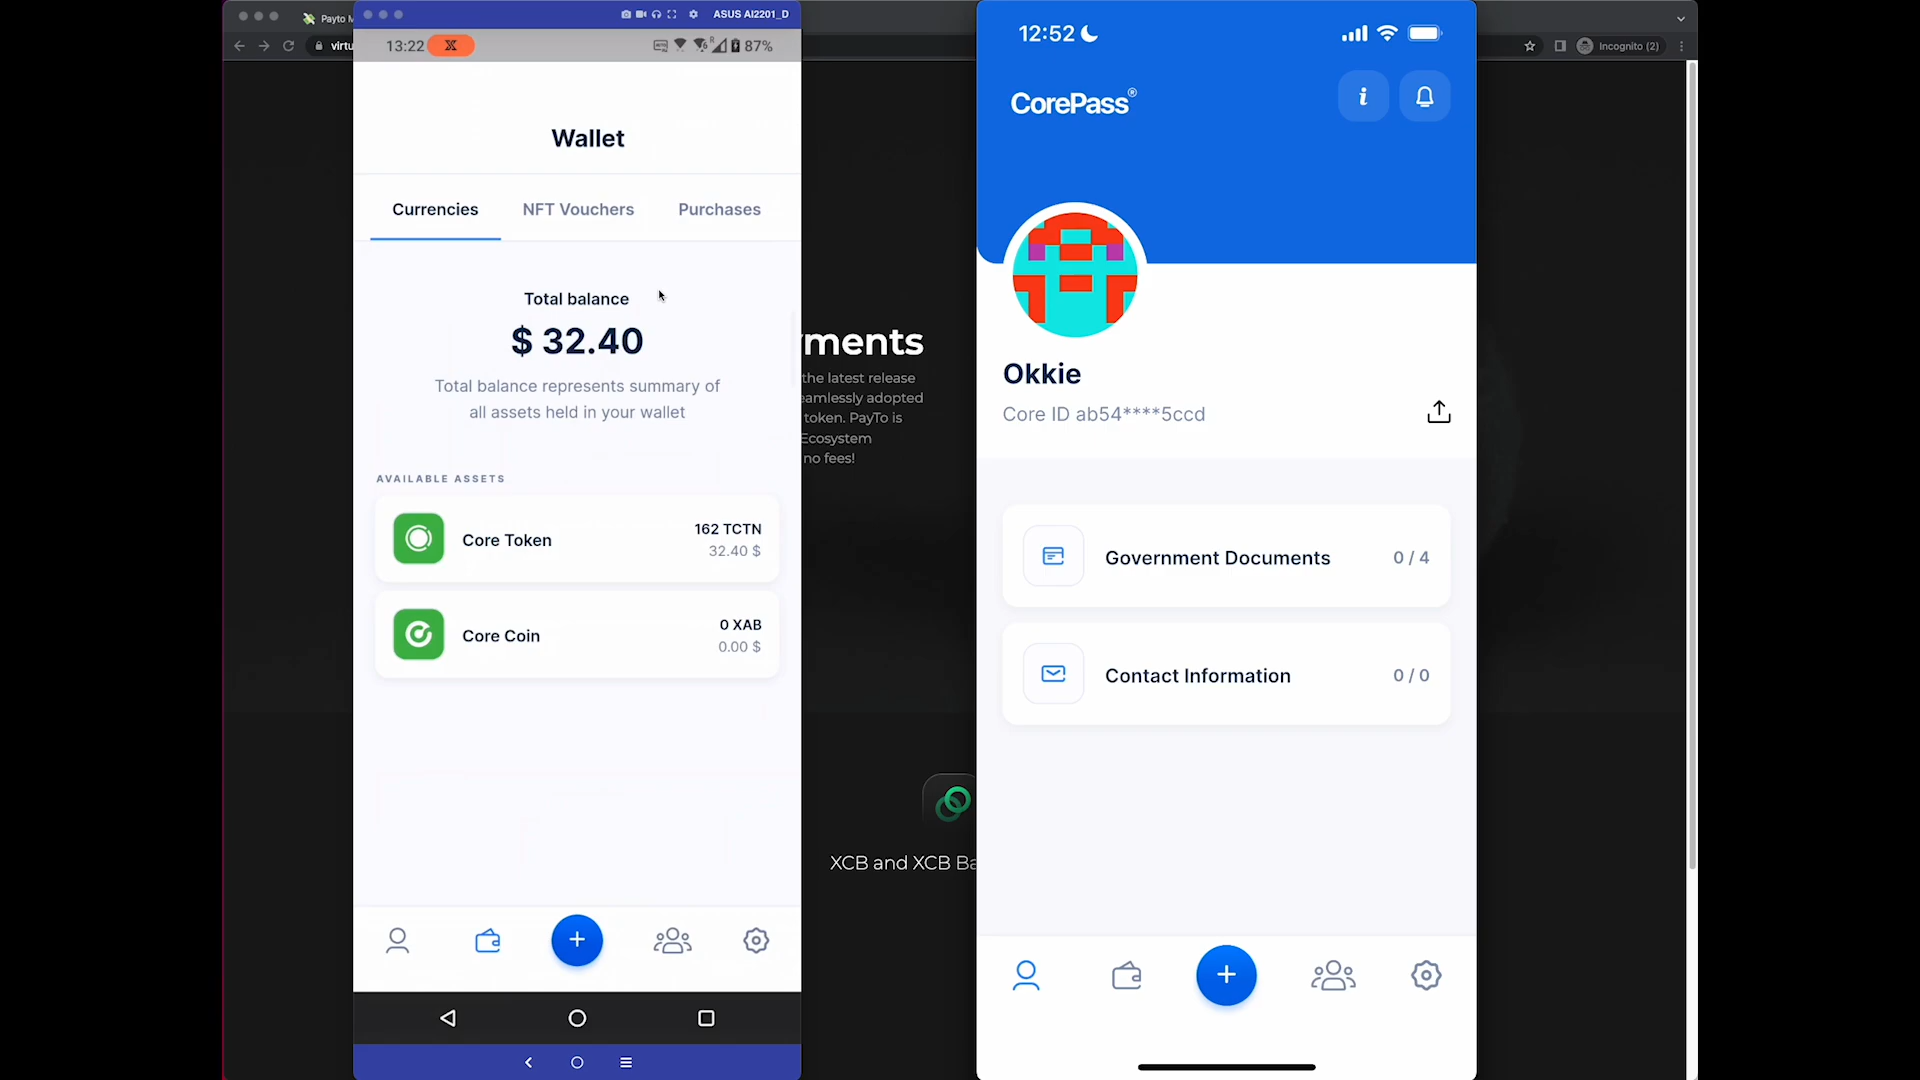 Payto M
virtu
Incognito (2)
ASUS AI2201_D
13:22
87%
Wallet
Currencies
NFT Vouchers
Purchases
Total balance
$ 32.40
Total balance represents summary of
all assets held in your wallet
AVAILABLE ASSETS
Core Token
162 TCTN
32.40 $
Core Coin
0 XAB
0.00 $
yments
the latest release
eamlessly adopted
token. PayTo is
Ecosystem
no fees!
XCB and XCB Ba
12:52
CorePass®
Okkie
Core ID ab54****5ccd
Government Documents
0 / 4
Contact Information
0 / 0